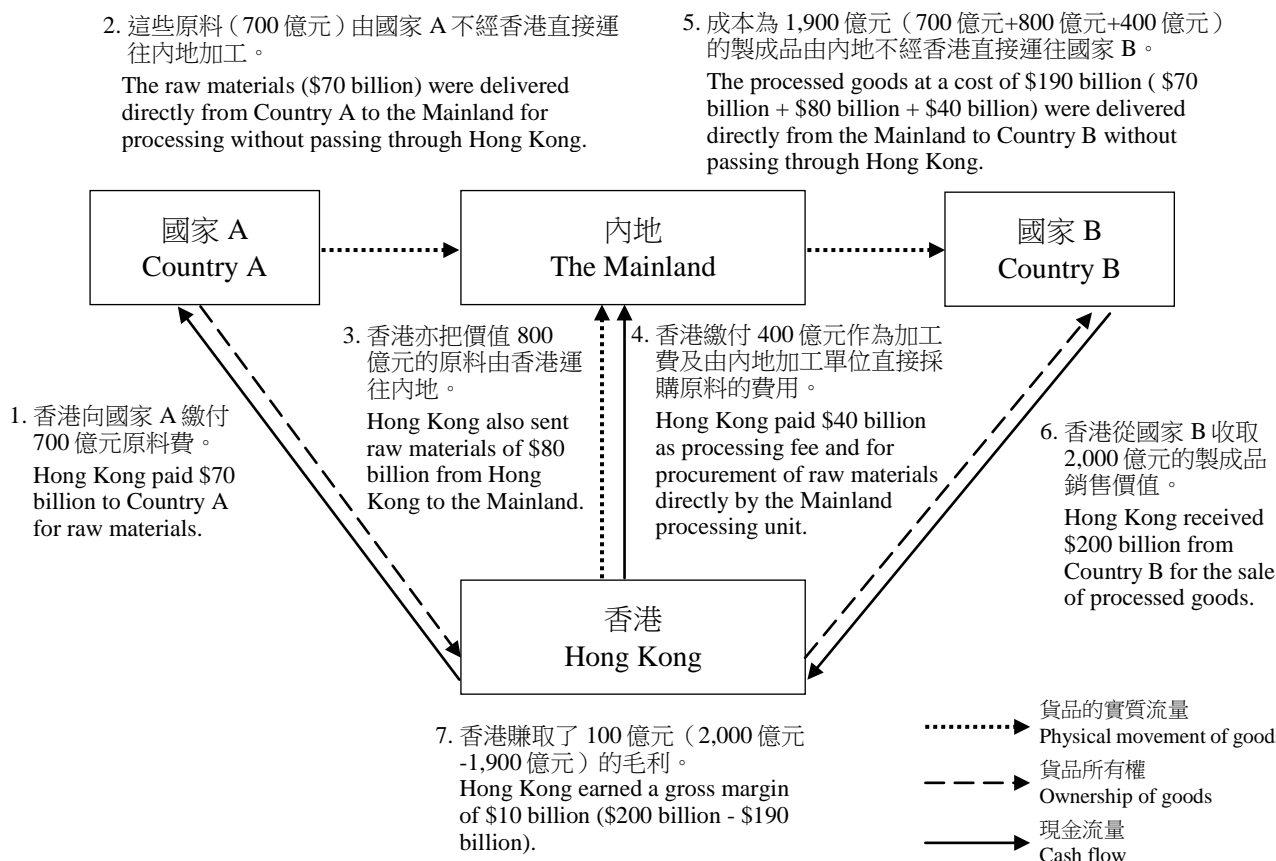 2. 這些原料（700 億元）由國家 A 不經香港直接運
往內地加工。
The raw materials ($70 billion) were delivered
directly from Country A to the Mainland for
processing without passing through Hong Kong.
5. 成本為 1,900 億元（700 億元+800 億元+400 億元）
的製成品由內地不經香港直接運往國家 B。
The processed goods at a cost of $190 billion ( $70
billion + $80 billion + $40 billion) were delivered
directly from the Mainland to Country B without
passing through Hong Kong.
國家 A
Country A
內地
The Mainland
國家 B
Country B
1. 香港向國家 A 繳付
700 億元原料費。
Hong Kong paid $70
billion to Country A
for raw materials.
3. 香港亦把價值 800
億元的原料由香港運
往內地。
Hong Kong also sent
raw materials of $80
billion from Hong
Kong to the Mainland.
4. 香港繳付 400 億元作為加工
費及由內地加工單位直接採
購原料的費用。
Hong Kong paid $40 billion
as processing fee and for
procurement of raw materials
directly by the Mainland
processing unit.
6. 香港從國家 B 收取
2,000 億元的製成品
銷售價值。
Hong Kong received
$200 billion from
Country B for the sale
of processed goods.
香港
Hong Kong
7. 香港賺取了 100 億元（2,000 億元
-1,900 億元）的毛利。
Hong Kong earned a gross margin
of $10 billion ($200 billion - $190
billion).
貨品的實質流量
Physical movement of good
貨品所有權
Ownership of goods
現金流量
Cash flow